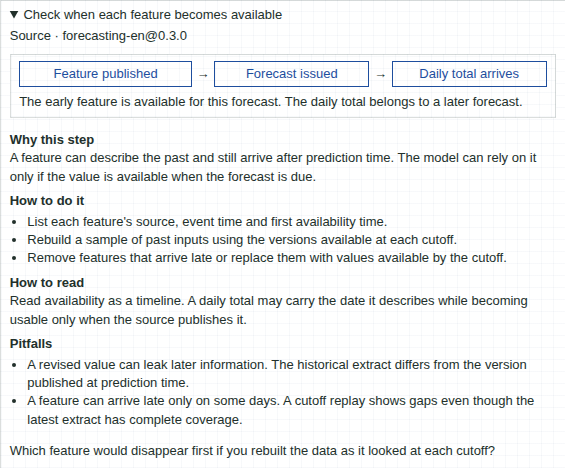 ▼ Check when each feature becomes available
Source · forecasting-en@0.3.0
Feature published → Forecast issued → Daily total arrives
The early feature is available for this forecast. The daily total belongs to a later forecast.
Why this step
A feature can describe the past and still arrive after prediction time. The model can rely on it
only if the value is available when the forecast is due.
How to do it
• List each feature's source, event time and first availability time.
• Rebuild a sample of past inputs using the versions available at each cutoff.
• Remove features that arrive late or replace them with values available by the cutoff.
How to read
Read availability as a timeline. A daily total may carry the date it describes while becoming
usable only when the source publishes it.
Pitfalls
• A revised value can leak later information. The historical extract differs from the version
published at prediction time.
• A feature can arrive late only on some days. A cutoff replay shows gaps even though the
latest extract has complete coverage.
Which feature would disappear first if you rebuilt the data as it looked at each cutoff?